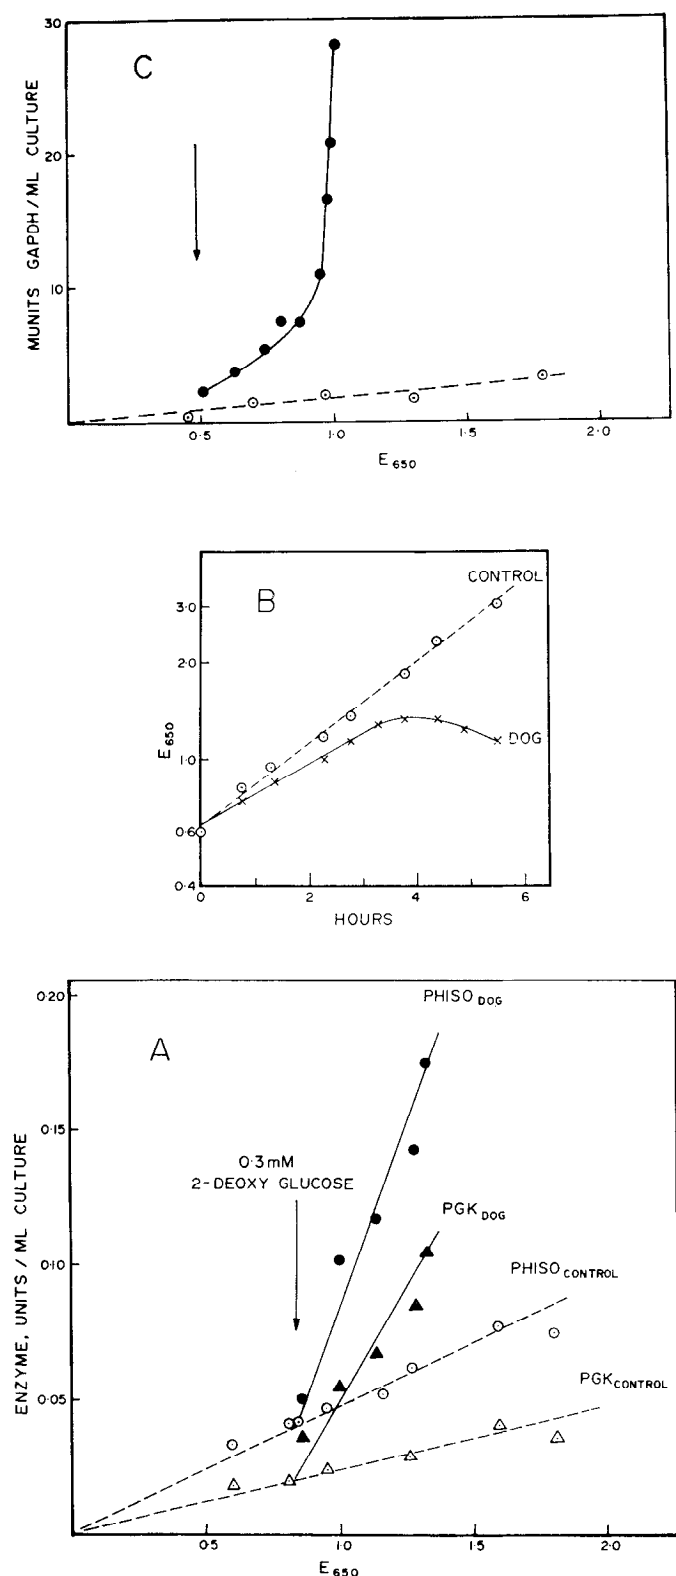 30
C
20
10
MUNITS GAPDH / ML CULTURE
0·5
1·0
1·5
2·0
E650
B
CONTROL
3·0
2·0
E650
1·0
DOG
0·6
0·4
0
2
4
6
HOURS
0·20
PHISO DOG
A
0·15
0·3 mM
2-DEOXY GLUCOSE
PGK DOG
ENZYME, UNITS / ML CULTURE
0·10
PHISO CONTROL
PGK CONTROL
0·05
0·5
1·0
1·5
2·0
E650